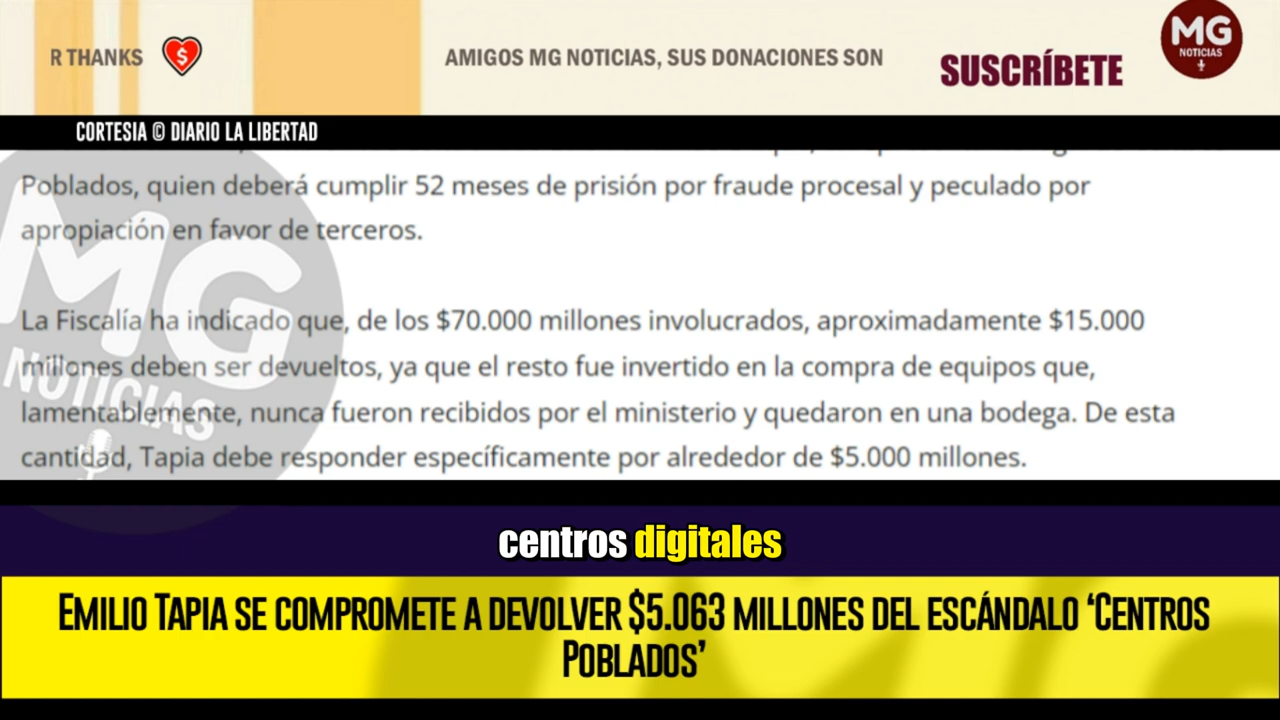 R THANKS
AMIGOS MG NOTICIAS, SUS DONACIONES SON
SUSCRÍBETE
MG
NOTICIAS
CORTESIA © DIARIO LA LIBERTAD
Poblados, quien deberá cumplir 52 meses de prisión por fraude procesal y peculado por
apropiación en favor de terceros.
La Fiscalía ha indicado que, de los $70.000 millones involucrados, aproximadamente $15.000
millones deben ser devueltos, ya que el resto fue invertido en la compra de equipos que,
lamentablemente, nunca fueron recibidos por el ministerio y quedaron en una bodega. De esta
cantidad, Tapia debe responder específicamente por alrededor de $5.000 millones.
MG
NOTICIAS
centros digitales
EMILIO TAPIA SE COMPROMETE A DEVOLVER $5.063 MILLONES DEL ESCÁNDALO ‘CENTROS
POBLADOS’